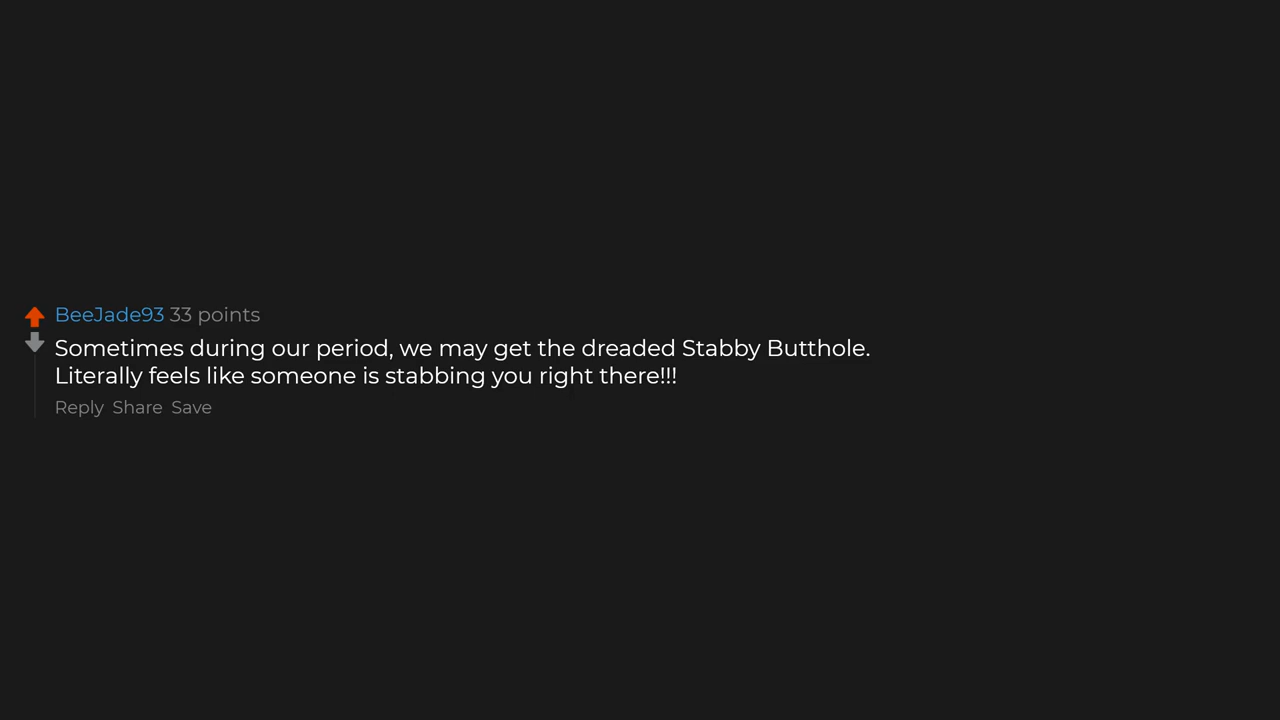 BeeJade93 33 points
Sometimes during our period, we may get the dreaded Stabby Butthole.
Literally feels like someone is stabbing you right there!!!
Reply Share Save